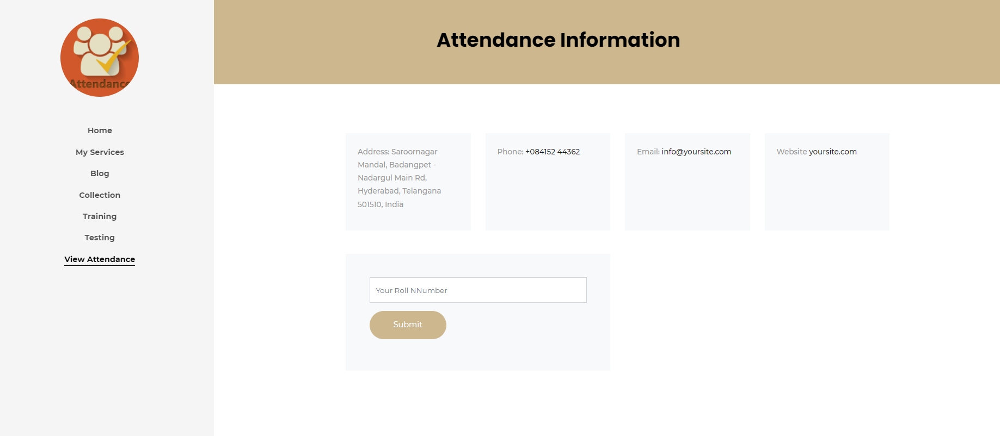 Attendance
Home
My Services
Blog
Collection
Training
Testing
View Attendance
Attendance Information
Address: Saroornagar
Mandal, Badangpet -
Nadargul Main Rd,
Hyderabad, Telangana
501510, India
Phone: +084152 44362
Email: info@yoursite.com
Website yoursite.com
Your Roll NNumber
Submit